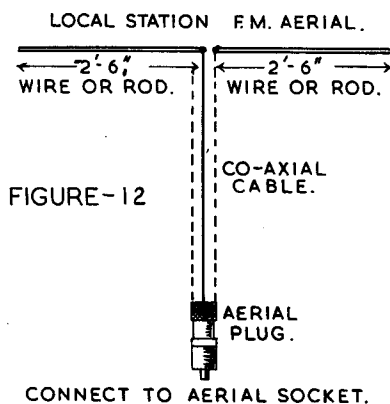 LOCAL STATION F.M. AERIAL.
2'-6" 2'-6"
WIRE OR ROD. WIRE OR ROD.
CO-AXIAL
CABLE.
FIGURE-12
AERIAL
PLUG.
CONNECT TO AERIAL SOCKET.